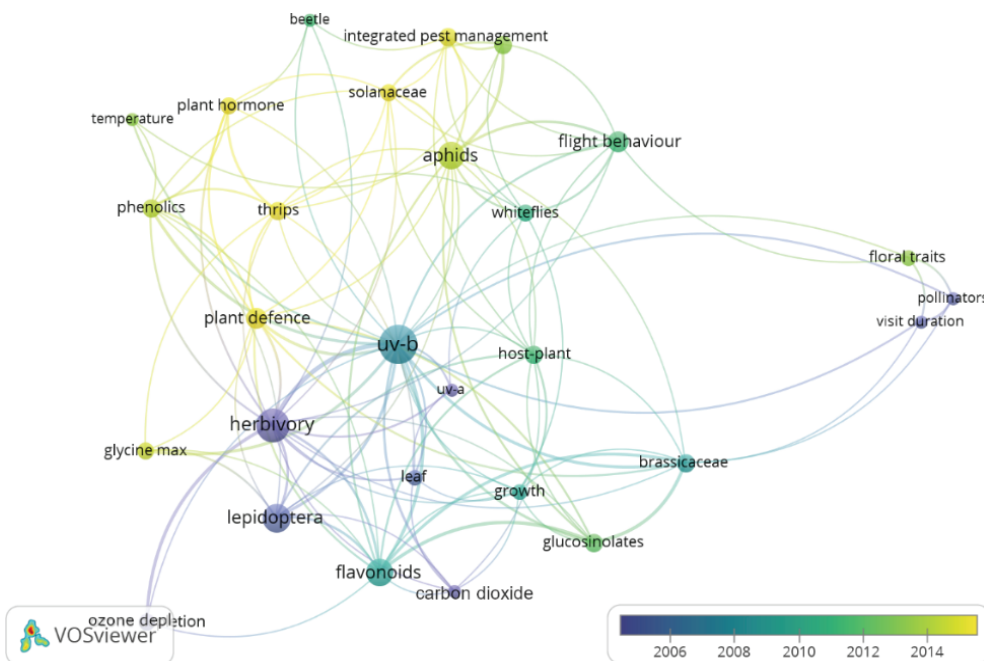 beetle
integrated pest management
solanaceae
plant hormone
temperature
flight behaviour
aphids
phenolics
thrips
whiteflies
floral traits
pollinators
visit duration
plant defence
uv-b
host-plant
uv-a
herbivory
glycine max
brassicaceae
leaf
growth
lepidoptera
glucosinolates
flavonoids
carbon dioxide
ozone depletion
VOSviewer
2006 2008 2010 2012 2014